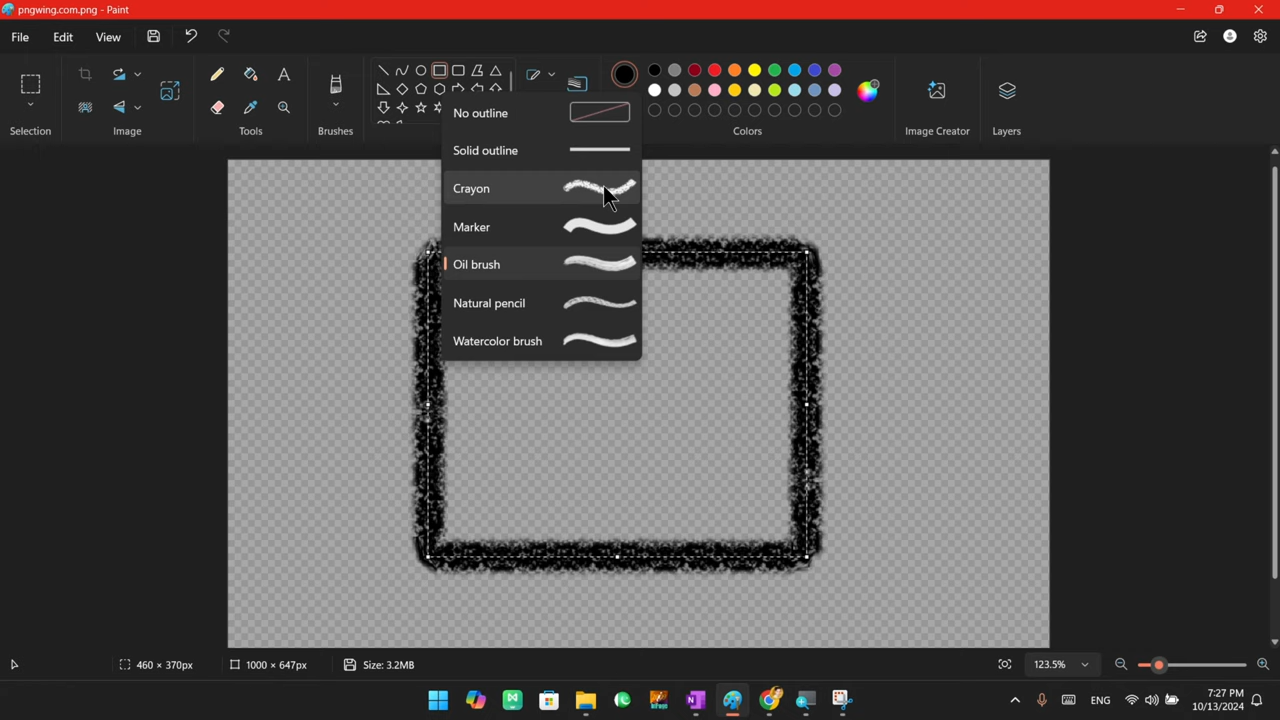 pngwing.com.png - Paint
File Edit View
Selection
Image
Tools
Brushes
Colors
Image Creator
Layers
No outline
Solid outline
Crayon
Marker
Oil brush
Natural pencil
Watercolor brush
460 × 370px
1000 × 647px
Size: 3.2MB
123.5%
ENG
7:27 PM
10/13/2024